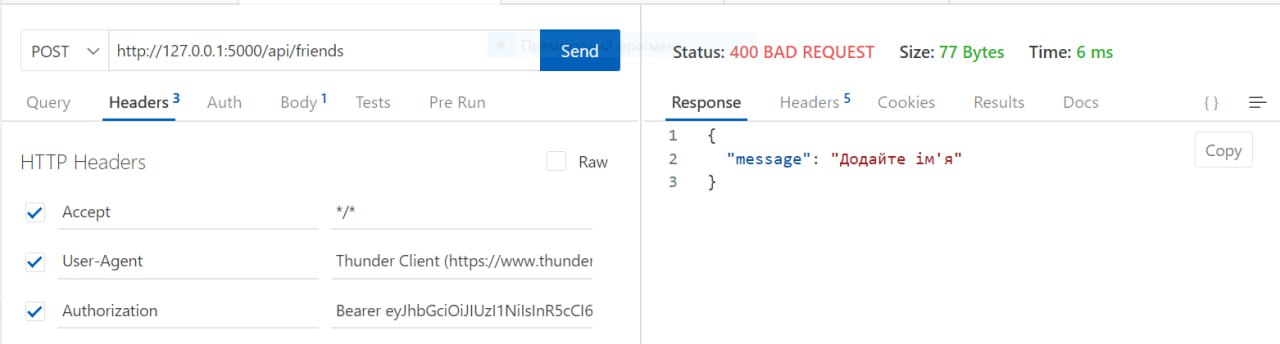 POST http://127.0.0.1:5000/api/friends Send
Query Headers 3 Auth Body 1 Tests Pre Run
HTTP Headers Raw
Accept */*
User-Agent Thunder Client (https://www.thunder
Authorization Bearer eyJhbGciOiJIUzI1NiIsInR5cCI6
Status: 400 BAD REQUEST Size: 77 Bytes Time: 6 ms
Response Headers 5 Cookies Results Docs { }
Copy
1 {
2 "message": "Додайте ім'я"
3 }